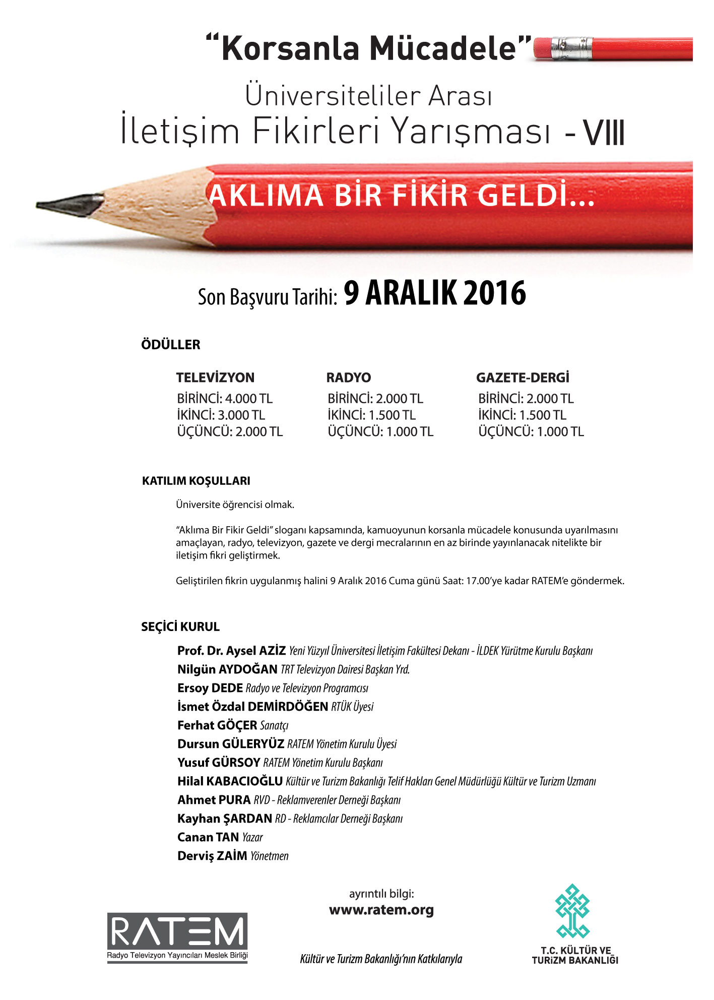 “Korsanla Mücadele”
Üniversiteliler Arası
İletişim Fikirleri Yarışması - VIII
AKLIMA BİR FİKİR GELDİ...
Son Başvuru Tarihi: 9 ARALIK 2016
ÖDÜLLER
TELEVİZYON
BİRİNCİ: 4.000 TL
İKİNCİ: 3.000 TL
ÜÇÜNCÜ: 2.000 TL
RADYO
BİRİNCİ: 2.000 TL
İKİNCİ: 1.500 TL
ÜÇÜNCÜ: 1.000 TL
GAZETE-DERGİ
BİRİNCİ: 2.000 TL
İKİNCİ: 1.500 TL
ÜÇÜNCÜ: 1.000 TL
KATILIM KOŞULLARI
Üniversite öğrencisi olmak.
“Aklıma Bir Fikir Geldi” sloganı kapsamında, kamuoyunun korsanla mücadele konusunda uyarılmasını
amaçlayan, radyo, televizyon, gazete ve dergi mecralarının en az birinde yayınlanacak nitelikte bir
iletişim fikri geliştirmek.
Geliştirilen fikrin uygulanmış halini 9 Aralık 2016 Cuma günü Saat: 17.00’ye kadar RATEM’e göndermek.
SEÇİCİ KURUL
Prof. Dr. Aysel AZİZ Yeni Yüzyıl Üniversitesi İletişim Fakültesi Dekanı - İLDEK Yürütme Kurulu Başkanı
Nilgün AYDOĞAN TRT Televizyon Dairesi Başkan Yrd.
Ersoy DEDE Radyo ve Televizyon Programcısı
İsmet Özdal DEMİRDÖĞEN RTÜK Üyesi
Ferhat GÖÇER Sanatçı
Dursun GÜLERYÜZ RATEM Yönetim Kurulu Üyesi
Yusuf GÜRSOY RATEM Yönetim Kurulu Başkanı
Hilal KABACIOĞLU Kültür ve Turizm Bakanlığı Telif Hakları Genel Müdürlüğü Kültür ve Turizm Uzmanı
Ahmet PURA RVD - Reklamverenler Derneği Başkanı
Kayhan ŞARDAN RD - Reklamcılar Derneği Başkanı
Canan TAN Yazar
Derviş ZAİM Yönetmen
ayrıntılı bilgi:
www.ratem.org
RATEM
Radyo Televizyon Yayıncıları Meslek Birliği
Kültür ve Turizm Bakanlığı’nın Katkılarıyla
T.C. KÜLTÜR VE
TURİZM BAKANLIĞI